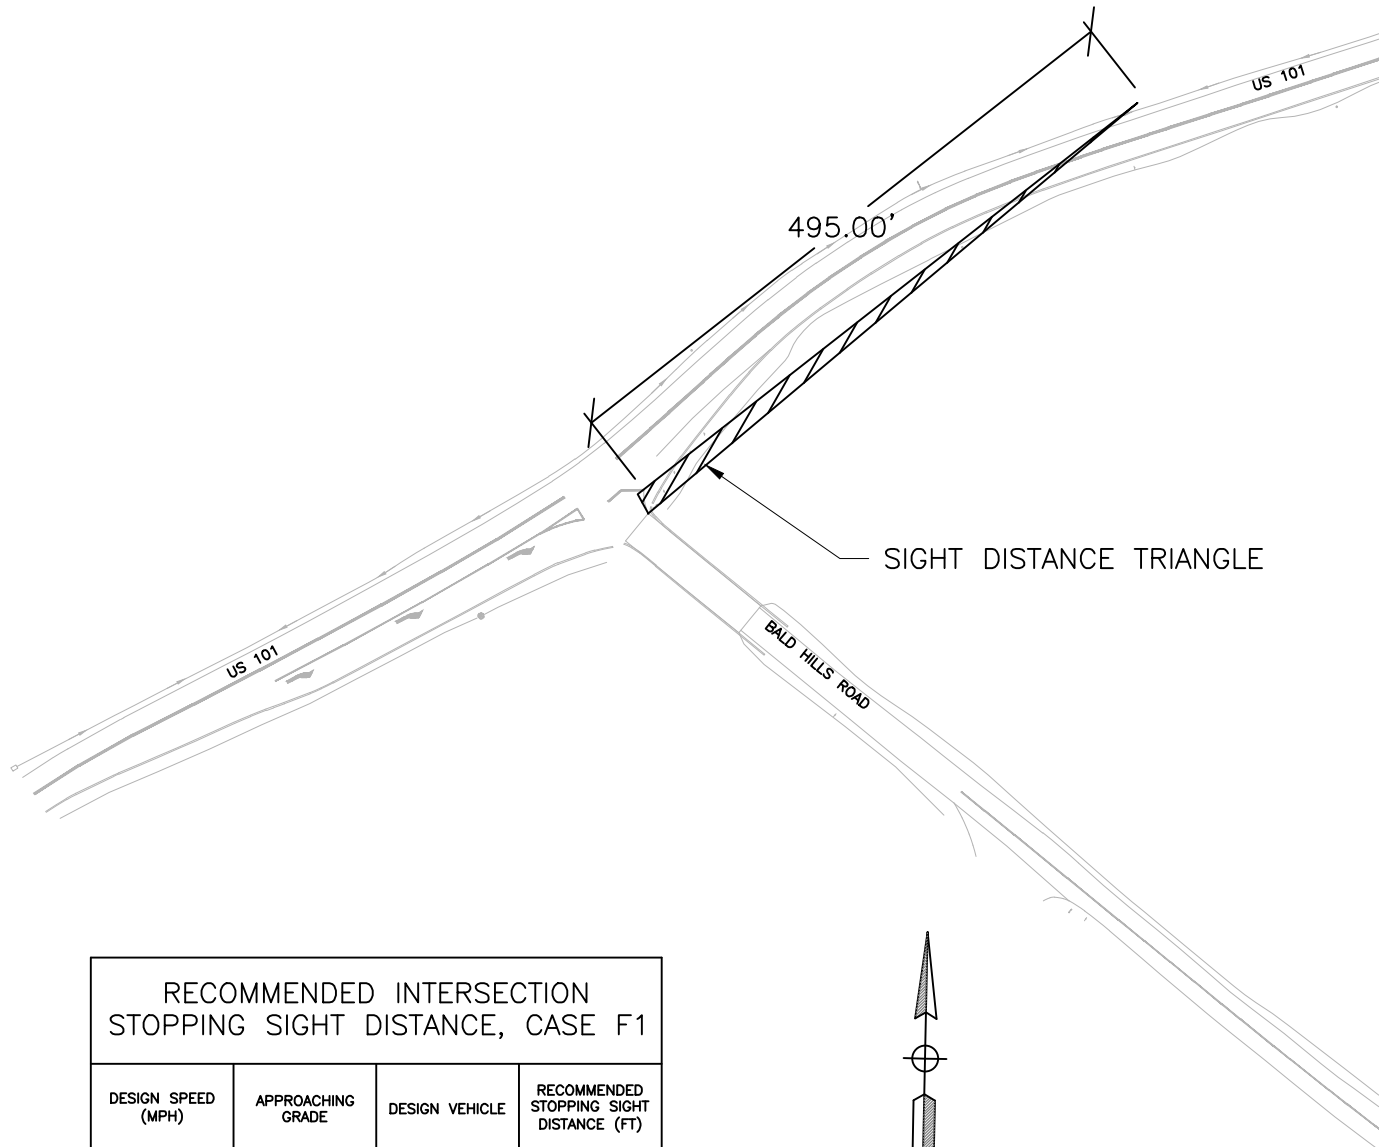 US 101
495.00'
SIGHT DISTANCE TRIANGLE
US 101
BALD HILLS ROAD
RECOMMENDED INTERSECTION
STOPPING SIGHT DISTANCE, CASE F1
DESIGN SPEED
(MPH)
APPROACHING
GRADE
DESIGN VEHICLE
RECOMMENDED
STOPPING SIGHT
DISTANCE (FT)